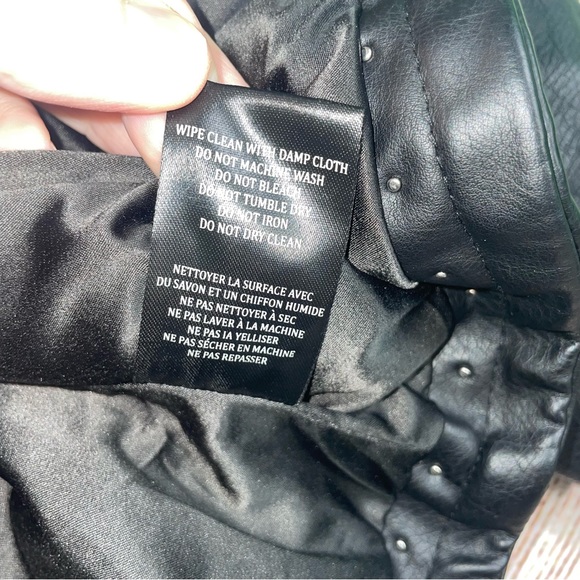 WIPE CLEAN WITH DAMP CLOTH
DO NOT MACHINE WASH
DO NOT BLEACH
DO NOT TUMBLE DRY
DO NOT IRON
DO NOT DRY CLEAN
NETTOYER LA SURFACE AVEC
DU SAVON ET UN CHIFFON HUMIDE
NE PAS NETTOYER À SEC
NE PAS LAVER À LA MACHINE
NE PAS IA YELLISER
NE PAS SÉCHER EN MACHINE
NE PAS REPASSER